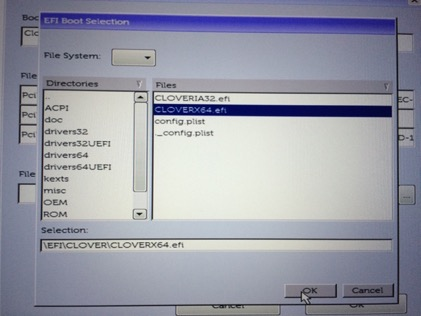 EFI Boot Selection
Boo
File System:
Clo
Directories
Files
File
..
ACPI
doc
drivers32
drivers32UEFI
drivers64
drivers64UEFI
kexts
misc
OEM
ROM
CLOVERIA32.efi
CLOVERX64.efi
config.plist
._config.plist
Pci
EC-
Pci
Pci
D-1
File
...
Selection:
\EFI\CLOVER\CLOVERX64.efi
OK
Cancel
Cancel
OK